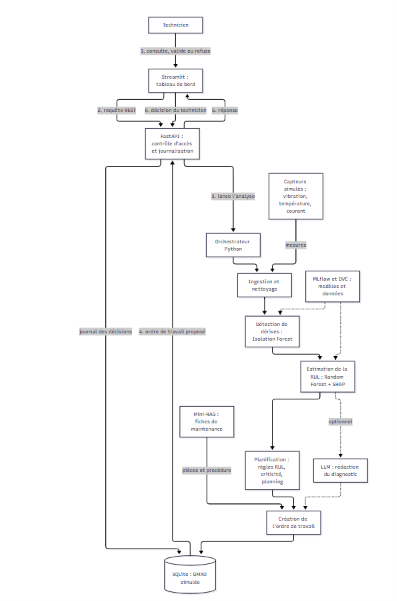 Technicien
1. consulte, valide ou refuse
Streamlit :
tableau de bord
2. requête REST
6. décision du technicien
5. réponse
FastAPI :
contrôle d'accès
et journalisation
Capteurs
simulés :
vibration,
température,
courant
3. lance l'analyse
Orchestrateur
Python
mesures
Ingestion et
nettoyage
MLflow et DVC :
modèles et
données
Détection de
dérives :
Isolation Forest
journal des décisions
4. ordre de travail proposé
Estimation de la
RUL : Random
Forest + SHAP
Mini-RAG :
fiches de
maintenance
optionnel
Planification :
règles RUL,
criticité,
planning
LLM : rédaction
du diagnostic
pièces et procédure
Création de
l'ordre de travail
SQLite : GMAO
simulée